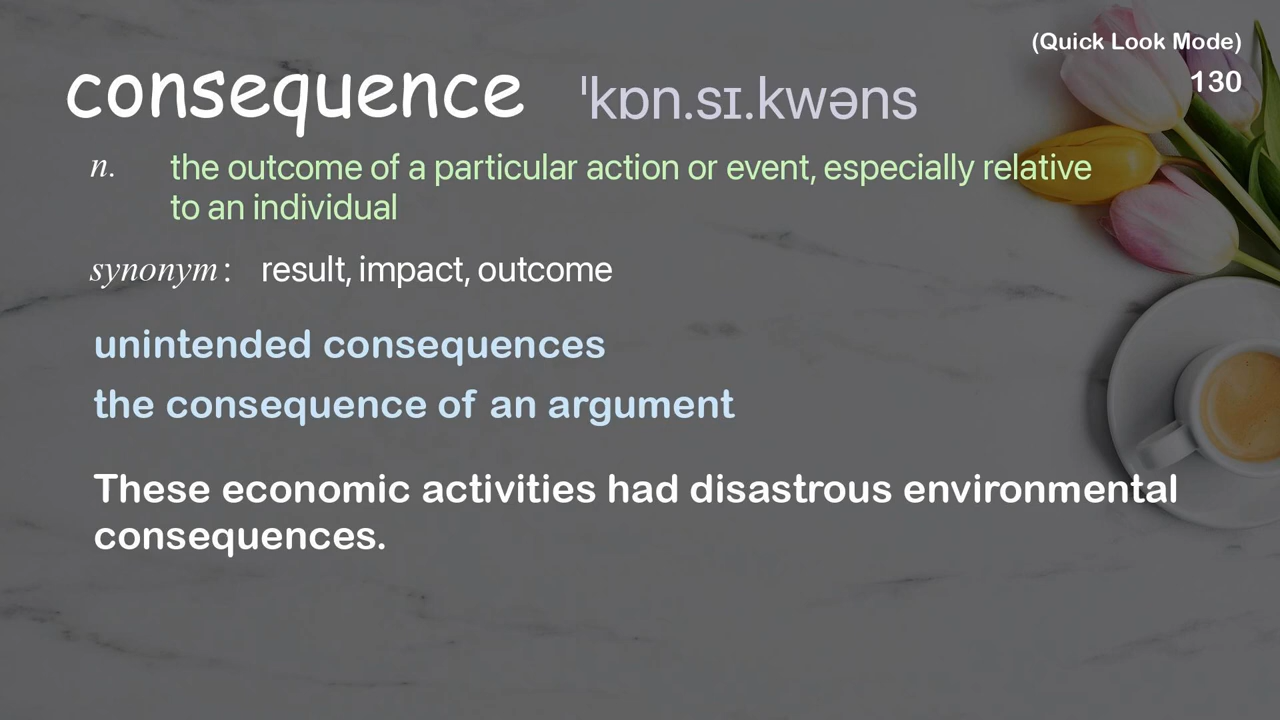 (Quick Look Mode)
130
consequence ˈkɒn.sɪ.kwəns
n. the outcome of a particular action or event, especially relative
to an individual
synonym: result, impact, outcome
unintended consequences
the consequence of an argument
These economic activities had disastrous environmental
consequences.